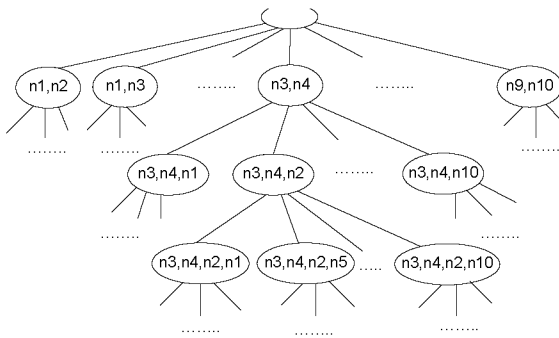 n1,n2 n1,n3 ........ n3,n4 ........ n9,n10
........ ........ ........
n3,n4,n1 n3,n4,n2 ........ n3,n4,n10
........ ........
n3,n4,n2,n1 n3,n4,n2,n5 ..... n3,n4,n2,n10
........ ........ ........